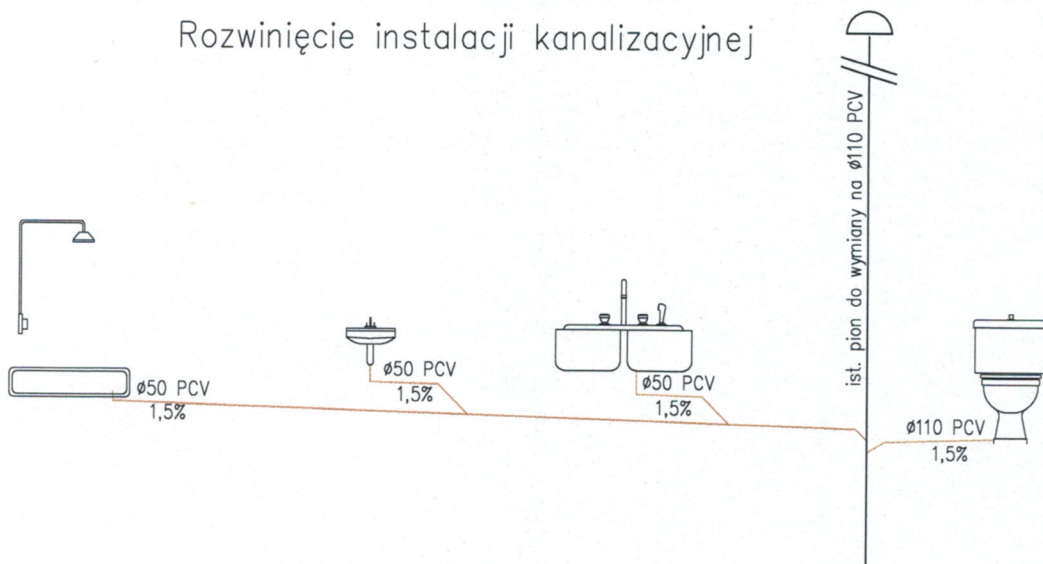 Rozwinięcie instalacji kanalizacyjnej
ist. pion do wymiany na ø110 PCV
ø50 PCV
1,5%
ø50 PCV
1,5%
ø50 PCV
1,5%
ø110 PCV
1,5%